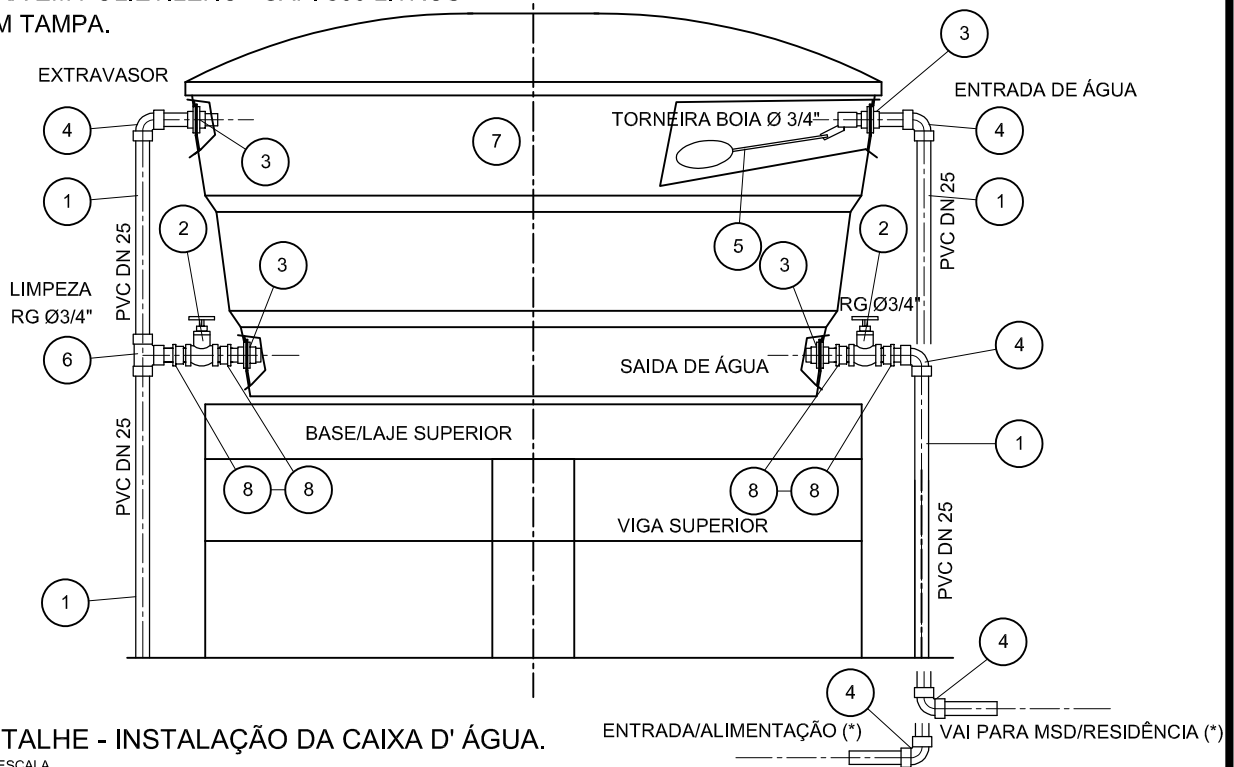 M TAMPA.
EXTRAVASOR
3
ENTRADA DE ÁGUA
4
TORNEIRA BOIA Ø 3/4"
4
7
3
1
1
PVC DN 25
2
5
3
2
PVC DN 25
3
LIMPEZA
RG Ø3/4"
RG Ø3/4"
6
SAIDA DE ÁGUA
4
BASE/LAJE SUPERIOR
1
PVC DN 25
8
8
8
8
VIGA SUPERIOR
PVC DN 25
1
4
4
ENTRADA/ALIMENTAÇÃO (*)
VAI PARA MSD/RESIDÊNCIA (*)
TALHE - INSTALAÇÃO DA CAIXA D' ÁGUA.
ESCALA